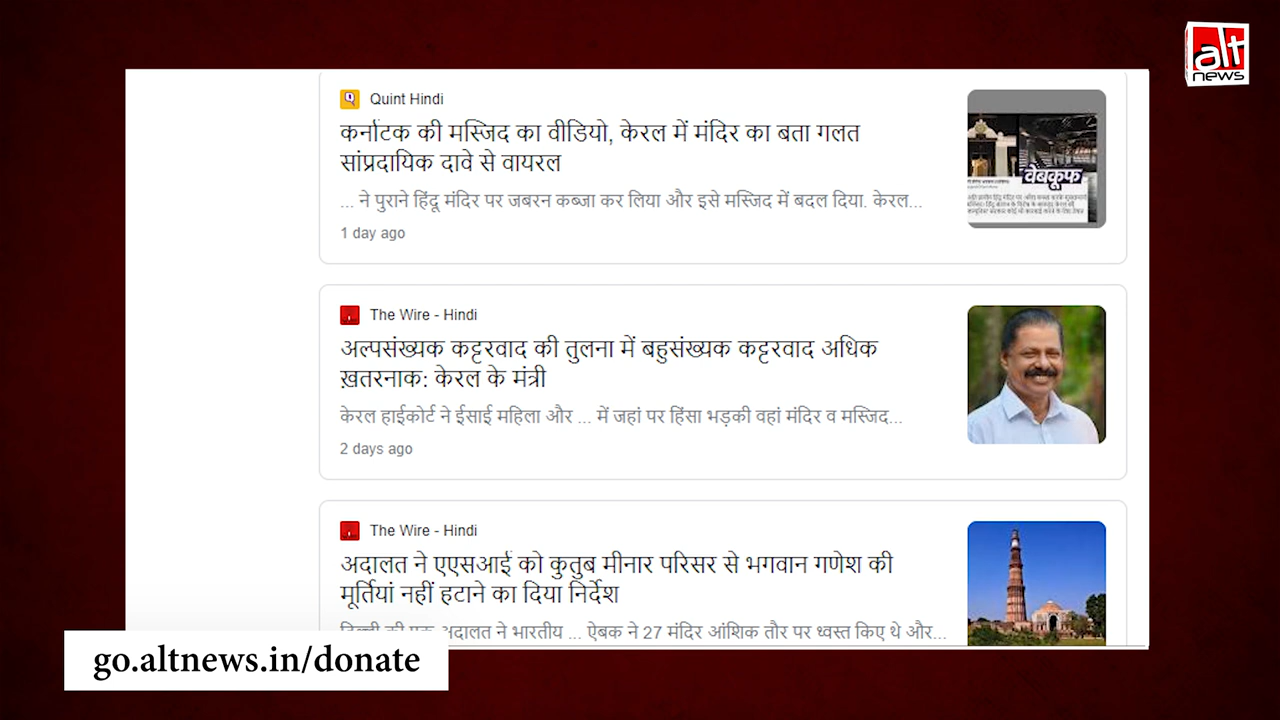 alt
news
Quint Hindi
कर्नाटक की मस्जिद का वीडियो, केरल में मंदिर का बता गलत
सांप्रदायिक दावे से वायरल
... ने पुराने हिंदू मंदिर पर जबरन कब्जा कर लिया और इसे मस्जिद में बदल दिया. केरल...
1 day ago
वेबकूफ
The Wire - Hindi
अल्पसंख्यक कट्टरवाद की तुलना में बहुसंख्यक कट्टरवाद अधिक
ख़तरनाक: केरल के मंत्री
केरल हाईकोर्ट ने ईसाई महिला और ... में जहां पर हिंसा भड़की वहां मंदिर व मस्जिद...
2 days ago
The Wire - Hindi
अदालत ने एएसआई को कुतुब मीनार परिसर से भगवान गणेश की
मूर्तियां नहीं हटाने का दिया निर्देश
अदालत ने भारतीय ... ऐबक ने 27 मंदिर आंशिक तौर पर ध्वस्त किए थे और...
go.altnews.in/donate